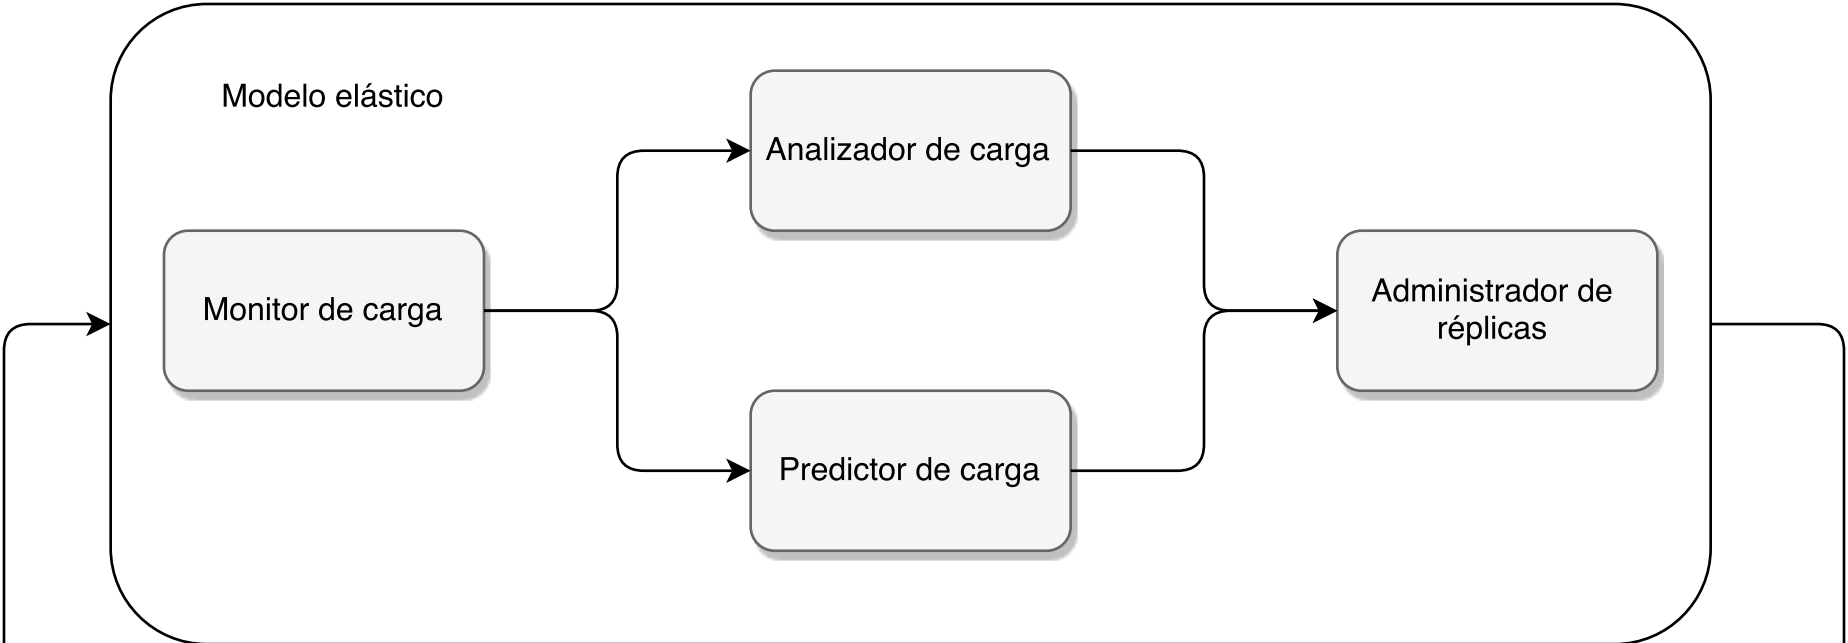 Modelo elástico
Analizador de carga
Monitor de carga
Administrador de
réplicas
Predictor de carga